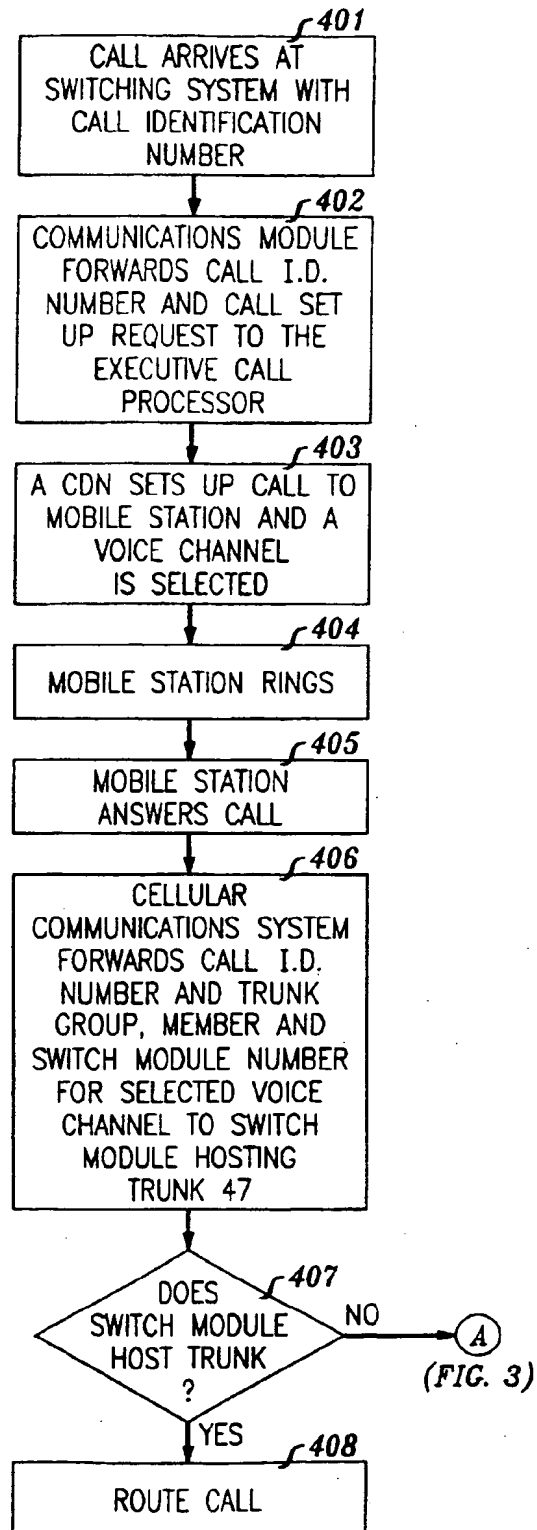 401
CALL ARRIVES AT
SWITCHING SYSTEM WITH
CALL IDENTIFICATION
NUMBER
402
COMMUNICATIONS MODULE
FORWARDS CALL I.D.
NUMBER AND CALL SET
UP REQUEST TO THE
EXECUTIVE CALL
PROCESSOR
403
A CDN SETS UP CALL TO
MOBILE STATION AND A
VOICE CHANNEL
IS SELECTED
404
MOBILE STATION RINGS
405
MOBILE STATION
ANSWERS CALL
406
CELLULAR
COMMUNICATIONS SYSTEM
FORWARDS CALL I.D.
NUMBER AND TRUNK
GROUP, MEMBER AND
SWITCH MODULE NUMBER
FOR SELECTED VOICE
CHANNEL TO SWITCH
MODULE HOSTING
TRUNK 47
407
DOES
SWITCH MODULE
HOST TRUNK
?
NO
A
(FIG. 3)
YES
408
ROUTE CALL